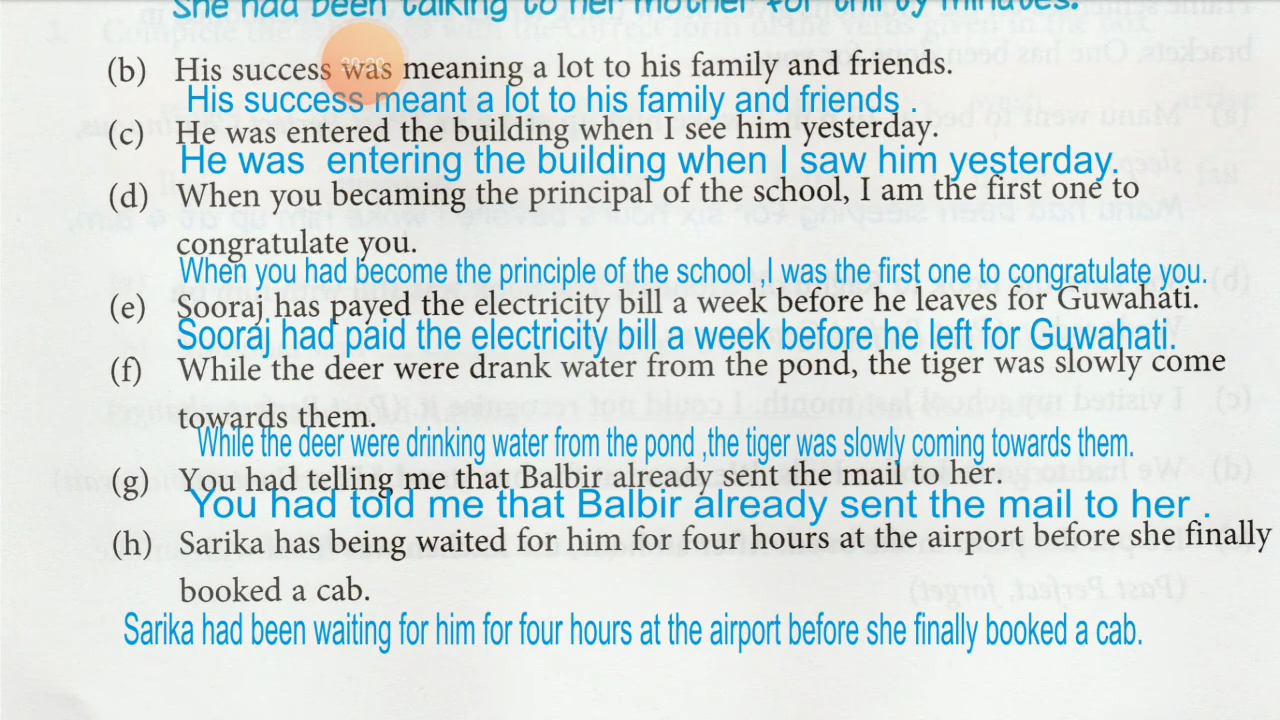 She had been talking to her mother for thirty minutes.
(b) His success was meaning a lot to his family and friends.
His success meant a lot to his family and friends .
(c) He was entered the building when I see him yesterday.
He was entering the building when I saw him yesterday.
(d) When you becaming the principal of the school, I am the first one to
congratulate you.
When you had become the principle of the school ,I was the first one to congratulate you.
(e) Sooraj has payed the electricity bill a week before he leaves for Guwahati.
Sooraj had paid the electricity bill a week before he left for Guwahati.
(f) While the deer were drank water from the pond, the tiger was slowly come
towards them.
While the deer were drinking water from the pond ,the tiger was slowly coming towards them.
(g) You had telling me that Balbir already sent the mail to her.
You had told me that Balbir already sent the mail to her .
(h) Sarika has being waited for him for four hours at the airport before she finally
booked a cab.
Sarika had been waiting for him for four hours at the airport before she finally booked a cab.